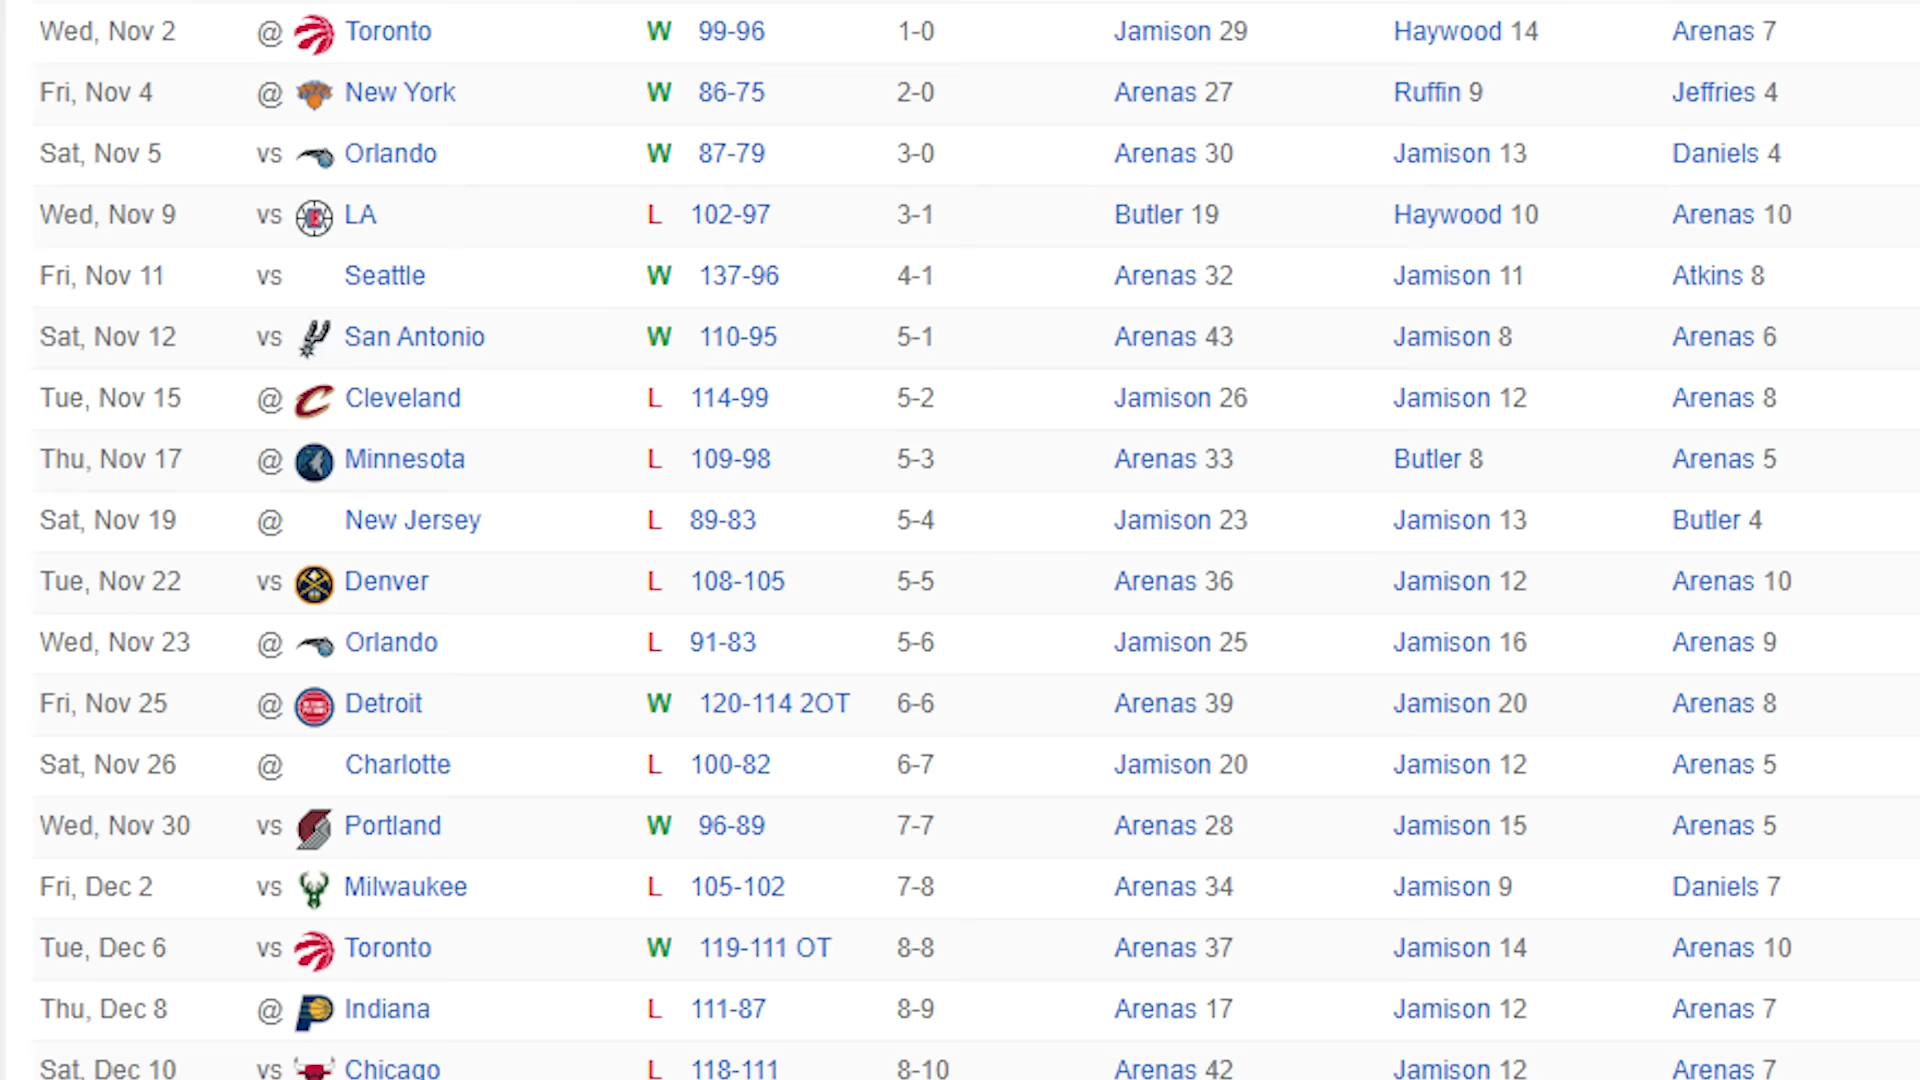 Wed, Nov 2 @ Toronto W 99-96 1-0 Jamison 29 Haywood 14 Arenas 7
Fri, Nov 4 @ New York W 86-75 2-0 Arenas 27 Ruffin 9 Jeffries 4
Sat, Nov 5 vs Orlando W 87-79 3-0 Arenas 30 Jamison 13 Daniels 4
Wed, Nov 9 vs LA L 102-97 3-1 Butler 19 Haywood 10 Arenas 10
Fri, Nov 11 vs Seattle W 137-96 4-1 Arenas 32 Jamison 11 Atkins 8
Sat, Nov 12 vs San Antonio W 110-95 5-1 Arenas 43 Jamison 8 Arenas 6
Tue, Nov 15 @ Cleveland L 114-99 5-2 Jamison 26 Jamison 12 Arenas 8
Thu, Nov 17 @ Minnesota L 109-98 5-3 Arenas 33 Butler 8 Arenas 5
Sat, Nov 19 @ New Jersey L 89-83 5-4 Jamison 23 Jamison 13 Butler 4
Tue, Nov 22 vs Denver L 108-105 5-5 Arenas 36 Jamison 12 Arenas 10
Wed, Nov 23 @ Orlando L 91-83 5-6 Jamison 25 Jamison 16 Arenas 9
Fri, Nov 25 @ Detroit W 120-114 2OT 6-6 Arenas 39 Jamison 20 Arenas 8
Sat, Nov 26 @ Charlotte L 100-82 6-7 Jamison 20 Jamison 12 Arenas 5
Wed, Nov 30 vs Portland W 96-89 7-7 Arenas 28 Jamison 15 Arenas 5
Fri, Dec 2 vs Milwaukee L 105-102 7-8 Arenas 34 Jamison 9 Daniels 7
Tue, Dec 6 vs Toronto W 119-111 OT 8-8 Arenas 37 Jamison 14 Arenas 10
Thu, Dec 8 @ Indiana L 111-87 8-9 Arenas 17 Jamison 12 Arenas 7
Sat, Dec 10 vs Chicago L 118-111 8-10 Arenas 42 Jamison 12 Arenas 7